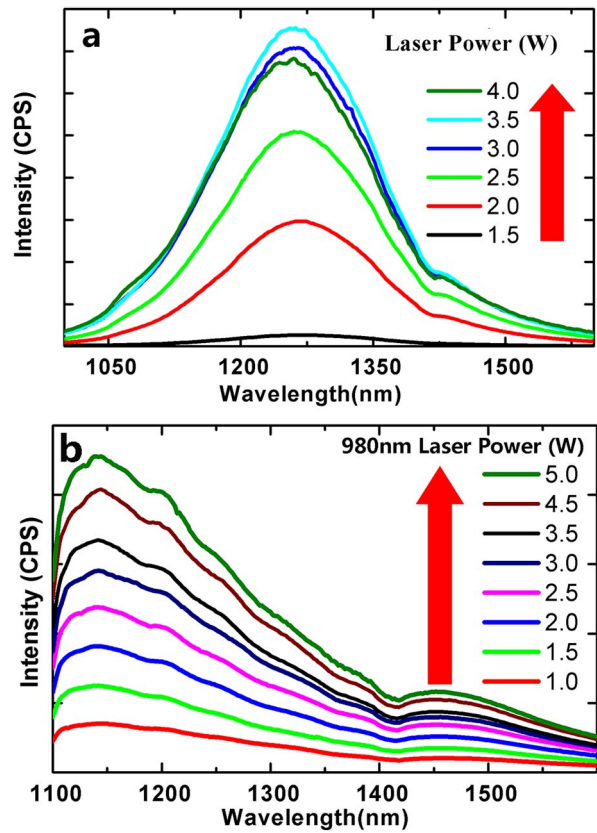 a
Laser Power (W)
4.0
3.5
3.0
2.5
2.0
1.5
Intensity (CPS)
1050 1200 1350 1500
Wavelength(nm)
b
980nm Laser Power (W)
5.0
4.5
3.5
3.0
2.5
2.0
1.5
1.0
Intensity (CPS)
1100 1200 1300 1400 1500
Wavelength(nm)